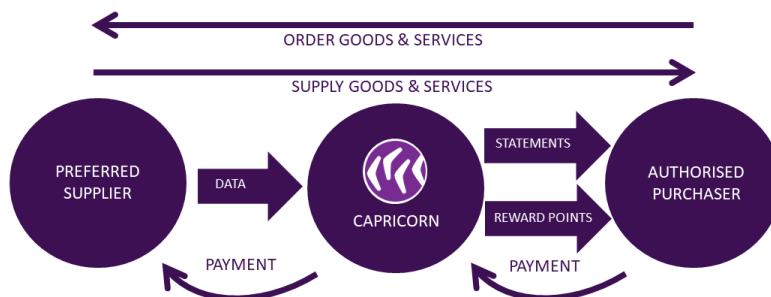 ORDER GOODS & SERVICES
SUPPLY GOODS & SERVICES
PREFERRED
SUPPLIER
DATA
CAPRICORN
STATEMENTS
REWARD POINTS
AUTHORISED
PURCHASER
PAYMENT
PAYMENT